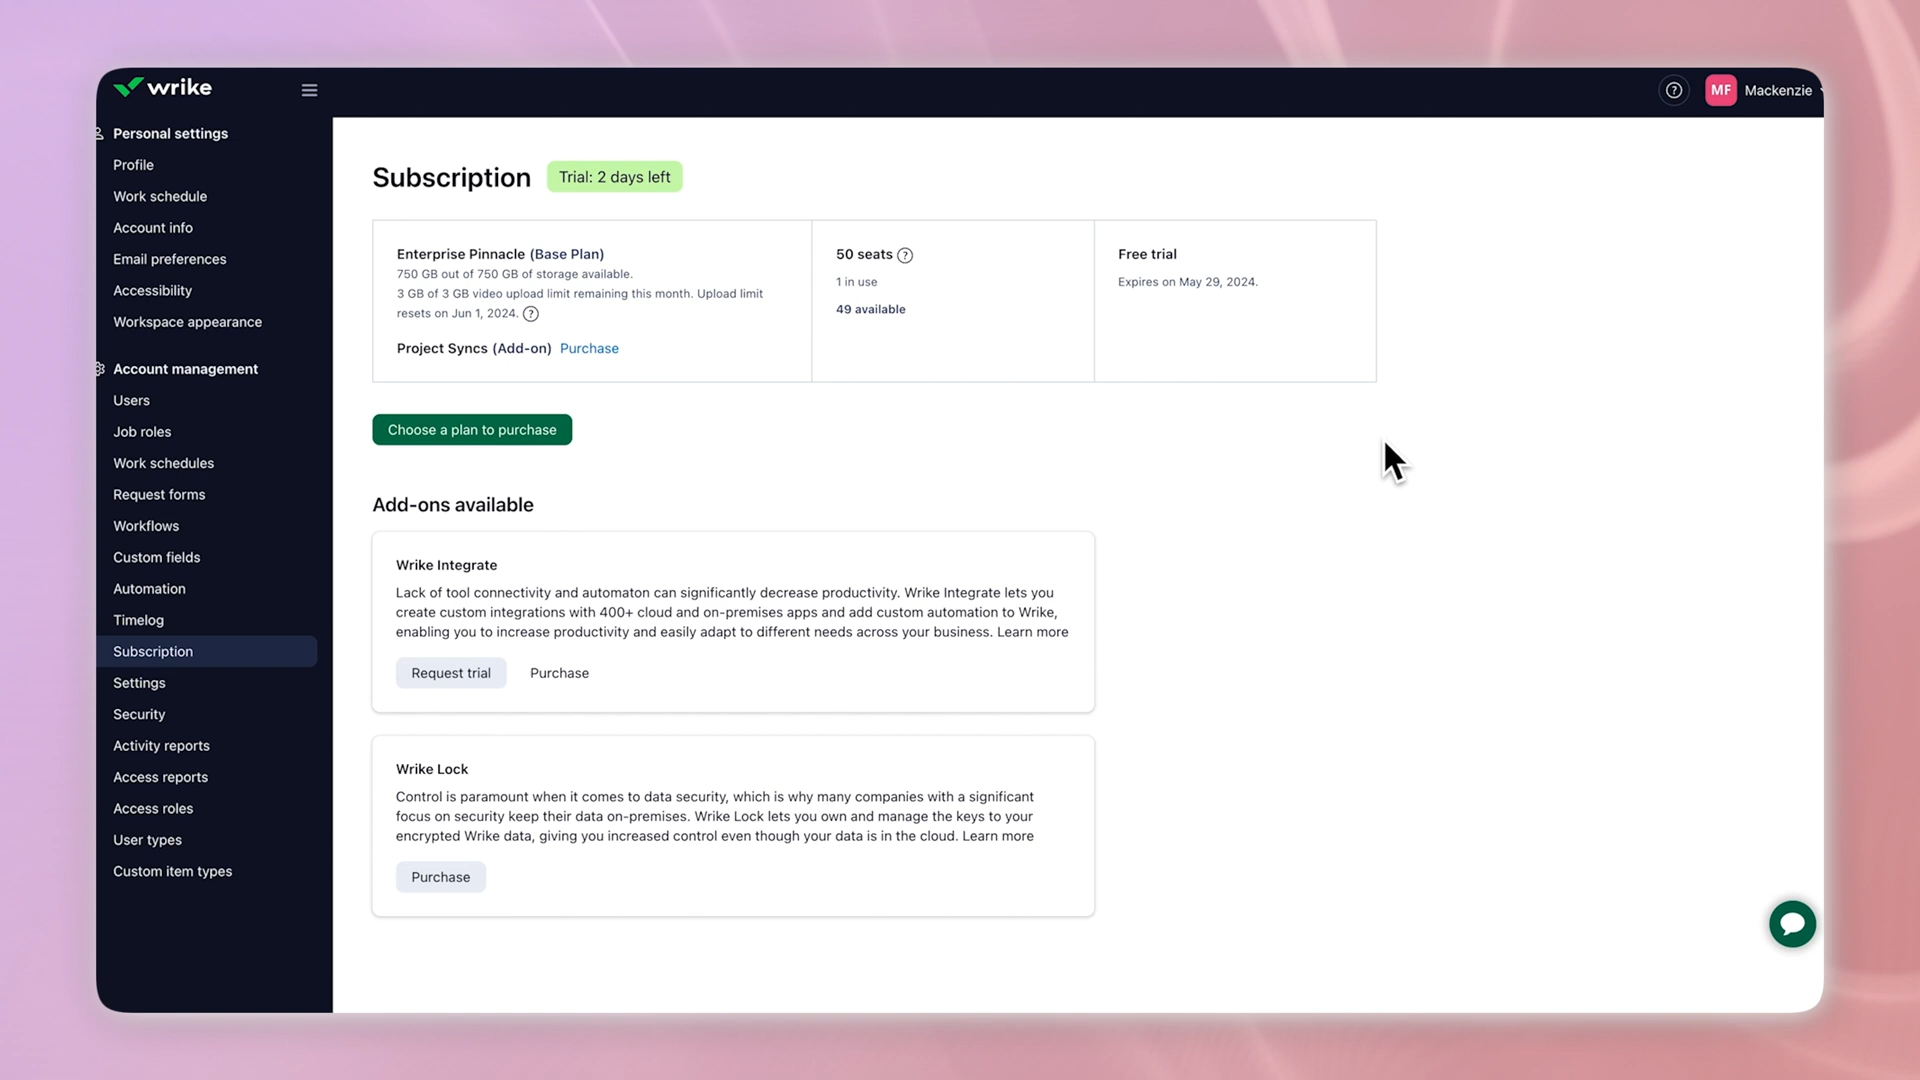 wrike
MF Mackenzie
Personal settings
Profile
Work schedule
Account info
Email preferences
Accessibility
Workspace appearance
Account management
Users
Job roles
Work schedules
Request forms
Workflows
Custom fields
Automation
Timelog
Subscription
Settings
Security
Activity reports
Access reports
Access roles
User types
Custom item types
Subscription
Trial: 2 days left
Enterprise Pinnacle (Base Plan)
750 GB out of 750 GB of storage available.
3 GB of 3 GB video upload limit remaining this month. Upload limit
resets on Jun 1, 2024. ?
Project Syncs (Add-on) Purchase
50 seats ?
1 in use
49 available
Free trial
Expires on May 29, 2024.
Choose a plan to purchase
Add-ons available
Wrike Integrate
Lack of tool connectivity and automaton can significantly decrease productivity. Wrike Integrate lets you
create custom integrations with 400+ cloud and on-premises apps and add custom automation to Wrike,
enabling you to increase productivity and easily adapt to different needs across your business. Learn more
Request trial
Purchase
Wrike Lock
Control is paramount when it comes to data security, which is why many companies with a significant
focus on security keep their data on-premises. Wrike Lock lets you own and manage the keys to your
encrypted Wrike data, giving you increased control even though your data is in the cloud. Learn more
Purchase